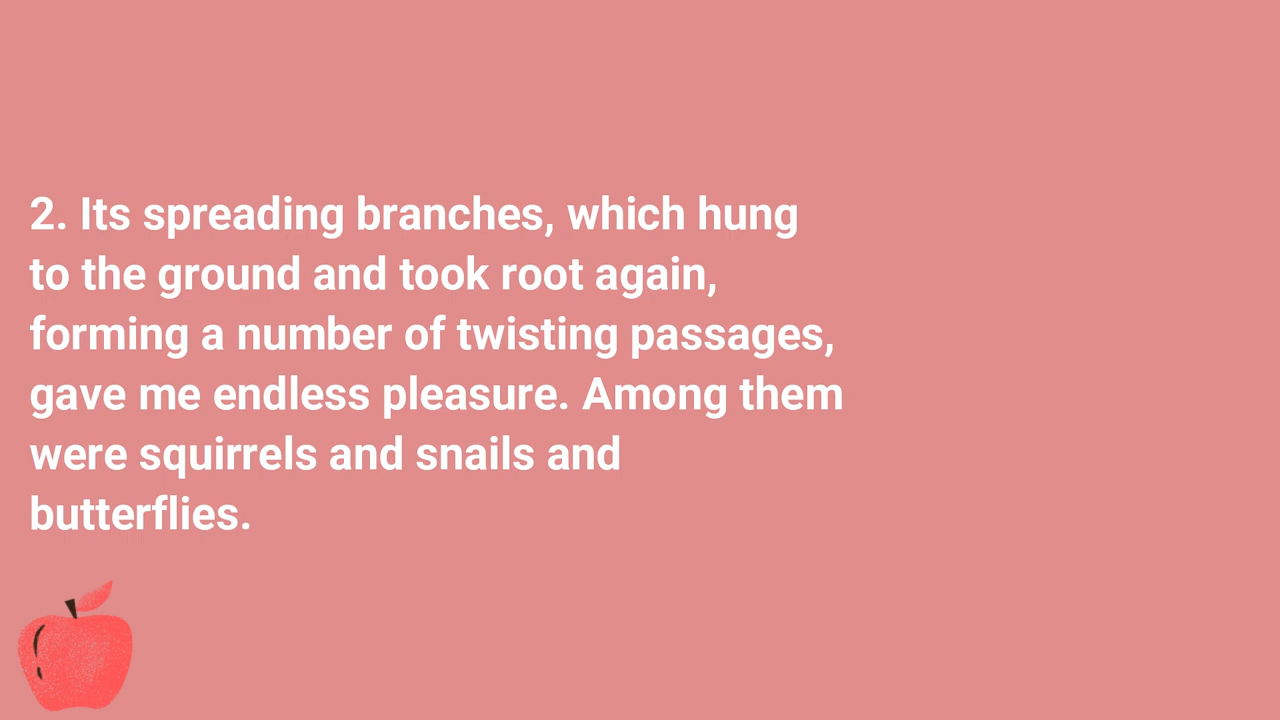 2. Its spreading branches, which hung
to the ground and took root again,
forming a number of twisting passages,
gave me endless pleasure. Among them
were squirrels and snails and
butterflies.